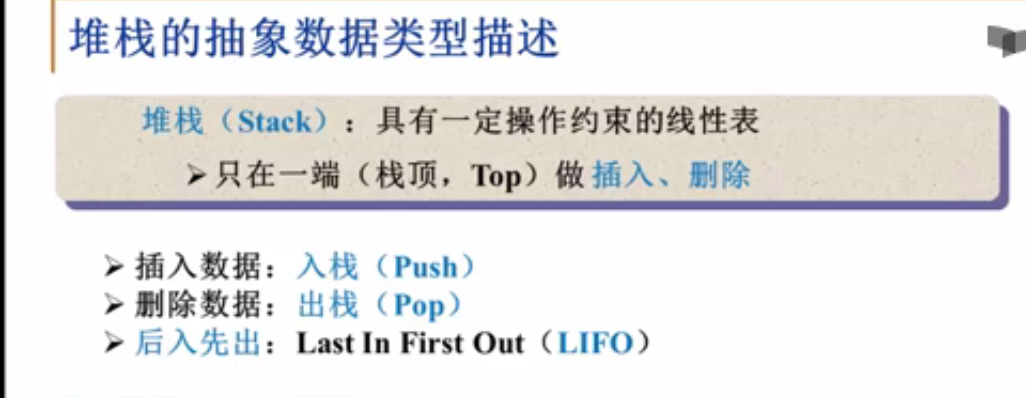 堆栈的抽象数据类型描述
堆栈（Stack）：具有一定操作约束的线性表
➢只在一端（栈顶，Top）做插入、删除
➢插入数据：入栈（Push）
➢删除数据：出栈（Pop）
➢后入先出：Last In First Out（LIFO）